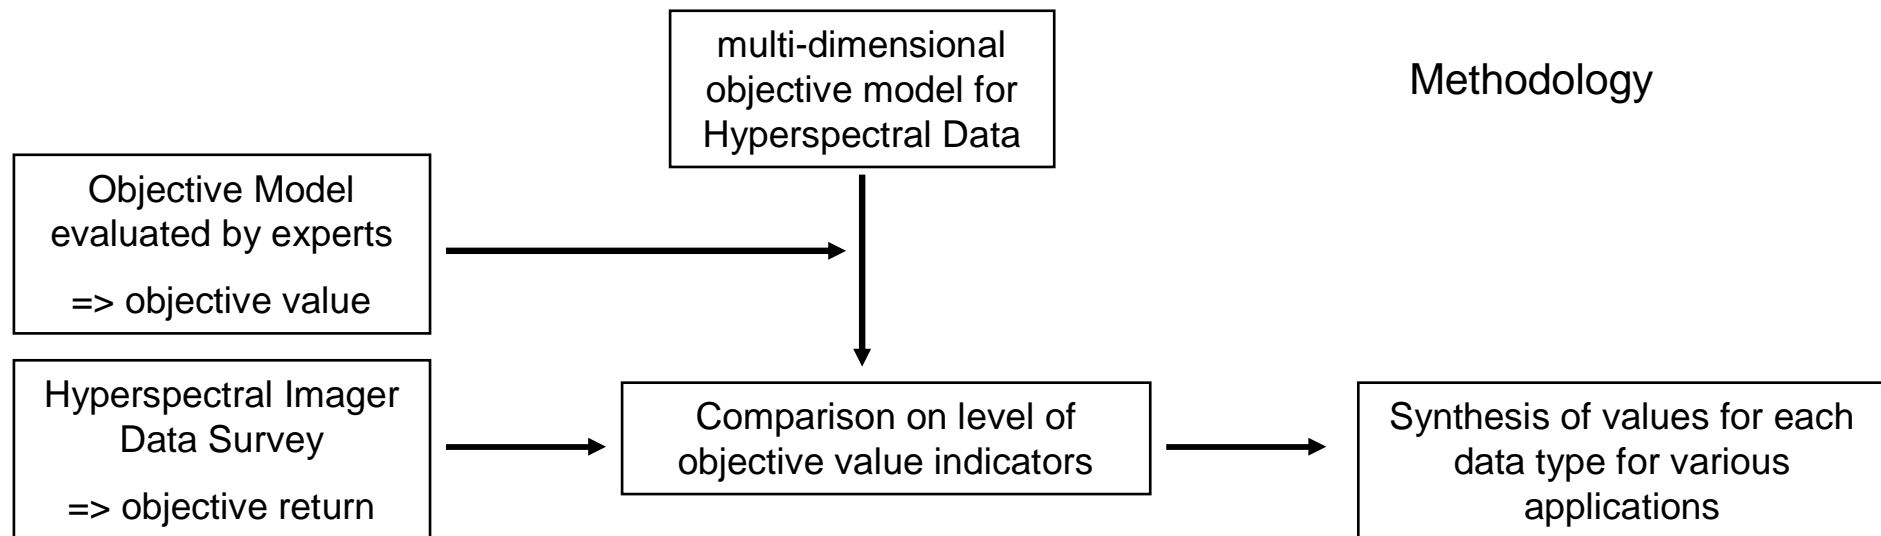 multi-dimensional
objective model for
Hyperspectral Data
Methodology
Objective Model
evaluated by experts
=> objective value
Hyperspectral Imager
Data Survey
=> objective return
Comparison on level of
objective value indicators
Synthesis of values for each
data type for various
applications